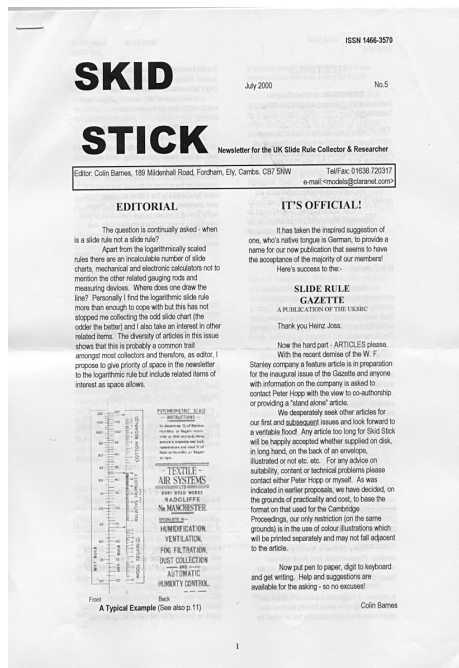 ISSN 1466-3570
SKID
July 2000
No.5
STICK
Newsletter for the UK Slide Rule Collector & Researcher
Editor: Colin Barnes, 189 Mildenhall Road, Fordham, Ely, Cambs. CB7 5NW
Tel/Fax: 01638 720317
e-mail:<models@claranet.com>
EDITORIAL
The question is continually asked - when
is a slide rule not a slide rule?
Apart from the logarithmically scaled
rules there are an incalculable number of slide
charts, mechanical and electronic calculators not to
mention the other related gauging rods and
measuring devices. Where does one draw the
line? Personally I find the logarithmic slide rule
more than enough to cope with but this has not
stopped me collecting the odd slide chart (the
odder the better) and I also take an interest in other
related items. The diversity of articles in this issue
shows that this is probably a common trait
amongst most collectors and therefore, as editor, I
propose to give priority of space in the newsletter
to the logarithmic rule but include related items of
interest as space allows.
PSYCHROMETRIC SCALE
- INSTRUCTIONS -
TEXTILE-
AIR SYSTEMS
LTD
BURY ROAD WORKS
RADCLIFFE
Nr MANCHESTER.
SPECIALISTS IN:-
HUMIDIFICATION,
VENTILATION,
FOG FILTRATION,
DUST COLLECTION
- AND -
AUTOMATIC
HUMIDITY CONTROL.
COTTON REGAIN%
RELATIVE HUMIDITY
WOOL REGAIN%
WET BULB
DRY BULB
Front
Back
A Typical Example (See also p.11)
IT'S OFFICIAL!
It has taken the inspired suggestion of
one, who's native tongue is German, to provide a
name for our new publication that seems to have
the acceptance of the majority of our members!
Here's success to the:-
SLIDE RULE
GAZETTE
A PUBLICATION OF THE UKSRC
Thank you Heinz Joss.
Now the hard part - ARTICLES please.
With the recent demise of the W. F.
Stanley company a feature article is in preparation
for the inaugural issue of the Gazette and anyone
with information on the company is asked to
contact Peter Hopp with the view to co-authorship
or providing a "stand alone" article.
We desperately seek other articles for
our first and subsequent issues and look forward to
a veritable flood! Any article too long for Skid Stick
will be happily accepted whether supplied on disk,
in long hand, on the back of an envelope,
illustrated or not etc. etc. For any advice on
suitability, content or technical problems please
contact either Peter Hopp or myself. As was
indicated in earlier proposals, we have decided, on
the grounds of practicality and cost, to base the
format on that used for the Cambridge
Proceedings, our only restriction (on the same
grounds) is in the use of colour illustrations which
will be printed separately and may not fall adjacent
to the article.
Now put pen to paper, digit to keyboard
and get writing. Help and suggestions are
available for the asking - so no excuses!
Colin Barnes
1